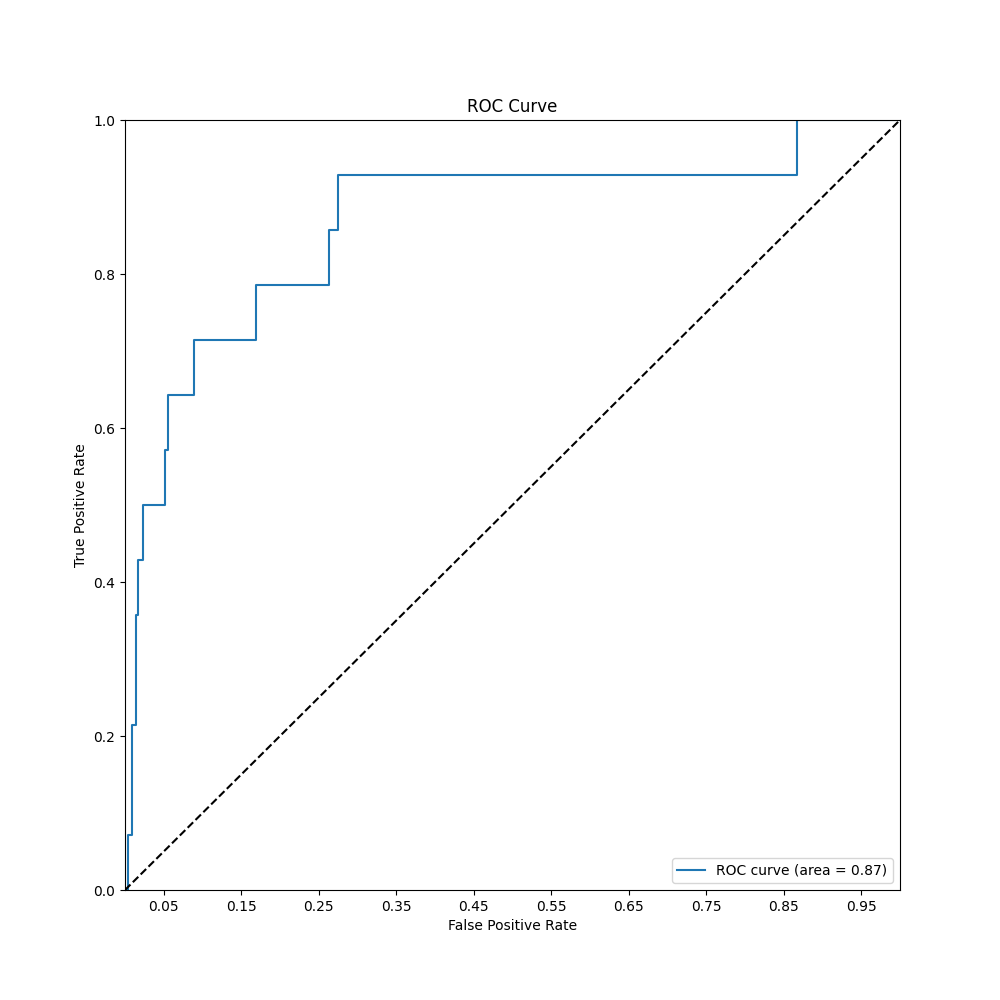 ROC Curve
1.0
0.8
0.6
0.4
0.2
0.0
True Positive Rate
0.05 0.15 0.25 0.35 0.45 0.55 0.65 0.75 0.85 0.95
False Positive Rate
ROC curve (area = 0.87)